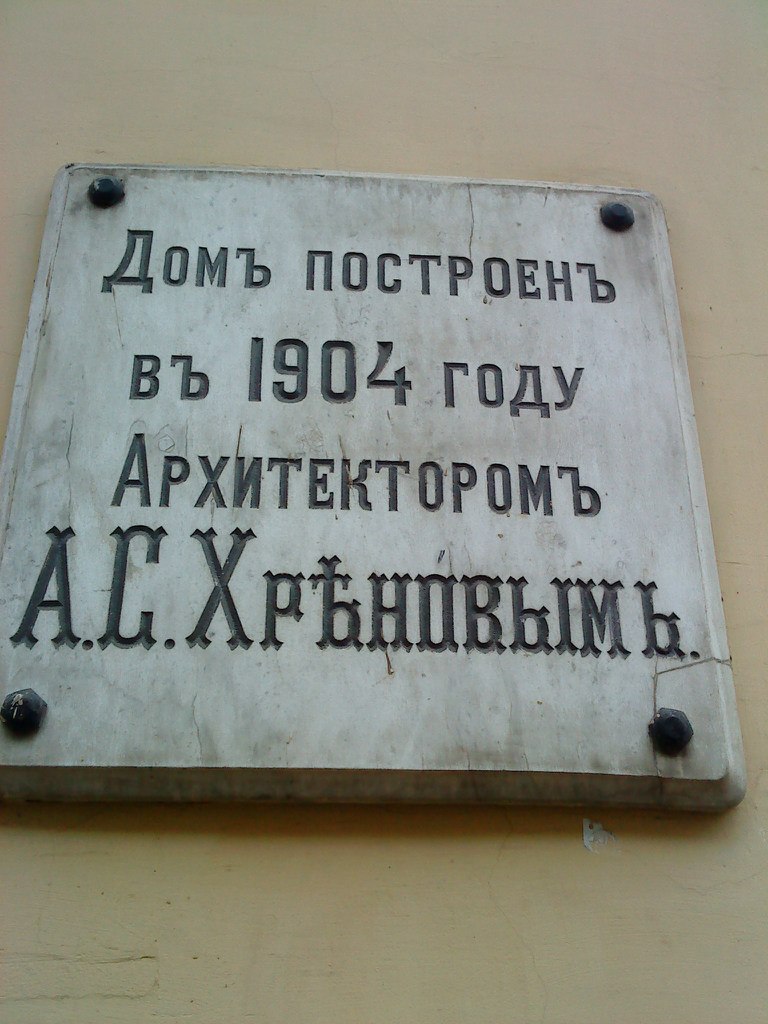 Домъ построенъ
въ 1904 году
Архитекторомъ
А.С.Хрѣновымъ.